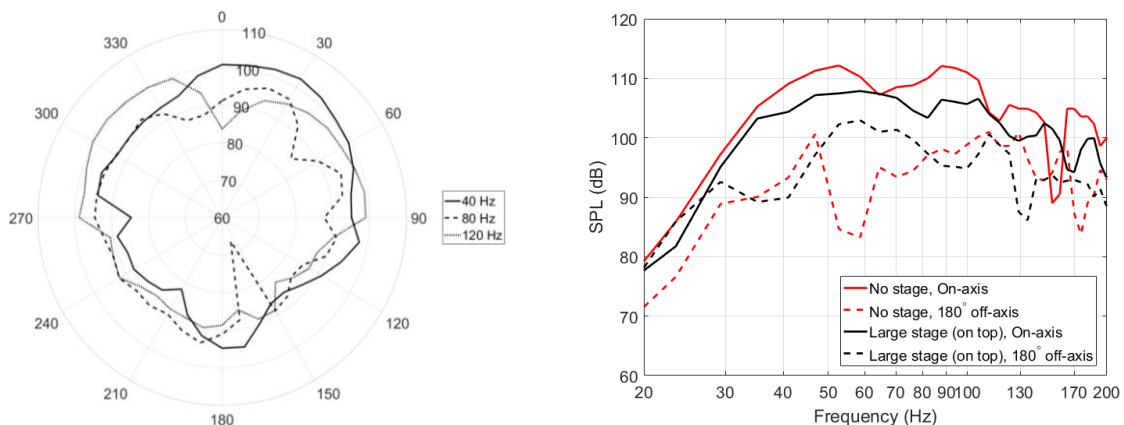 0
30
60
90
120
150
180
210
240
270
300
330
110
100
90
80
70
60
40 Hz
80 Hz
120 Hz
120
110
100
90
80
70
60
SPL (dB)
20 30 40 50 60 70 80 90 100 130 170 200
Frequency (Hz)
No stage, On-axis
No stage, 180° off-axis
Large stage (on top), On-axis
Large stage (on top), 180° off-axis